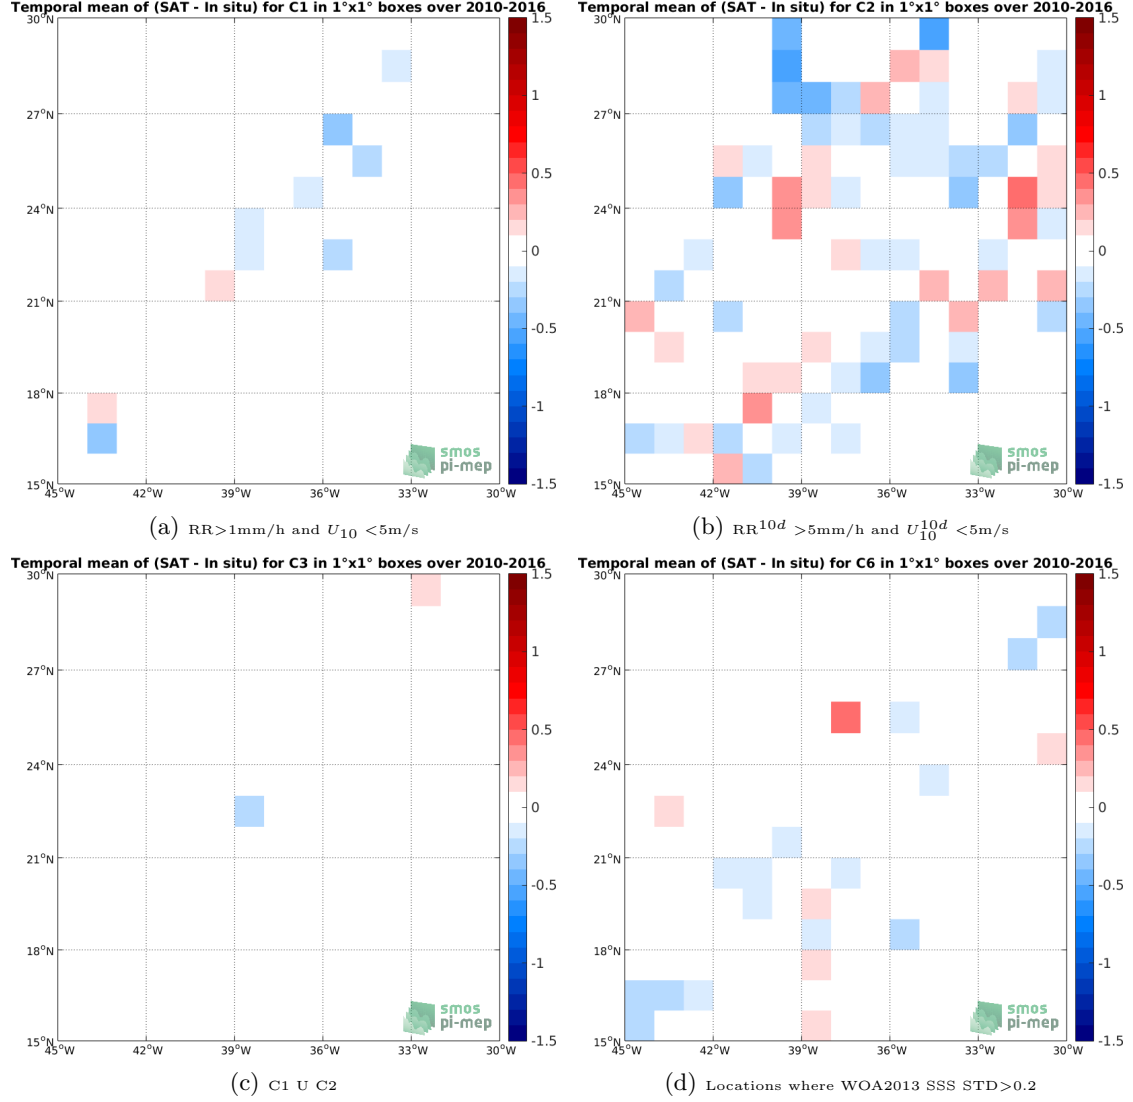 Temporal mean of (SAT - In situ) for C1 in 1°x1° boxes over 2010-2016
30°N
27°N
24°N
21°N
18°N
15°N
45°W 42°W 39°W 36°W 33°W 30°W
1.5
1
0.5
0
-0.5
-1
-1.5
smos
pi-mep
(a) RR>1mm/h and U10 <5m/s
Temporal mean of (SAT - In situ) for C2 in 1°x1° boxes over 2010-2016
30°N
27°N
24°N
21°N
18°N
15°N
45°W 42°W 39°W 36°W 33°W 30°W
1.5
1
0.5
0
-0.5
-1
-1.5
smos
pi-mep
(b) RR10d >5mm/h and U10d10 <5m/s
Temporal mean of (SAT - In situ) for C3 in 1°x1° boxes over 2010-2016
30°N
27°N
24°N
21°N
18°N
15°N
45°W 42°W 39°W 36°W 33°W 30°W
1.5
1
0.5
0
-0.5
-1
-1.5
smos
pi-mep
(c) C1 U C2
Temporal mean of (SAT - In situ) for C6 in 1°x1° boxes over 2010-2016
30°N
27°N
24°N
21°N
18°N
15°N
45°W 42°W 39°W 36°W 33°W 30°W
1.5
1
0.5
0
-0.5
-1
-1.5
smos
pi-mep
(d) Locations where WOA2013 SSS STD>0.2